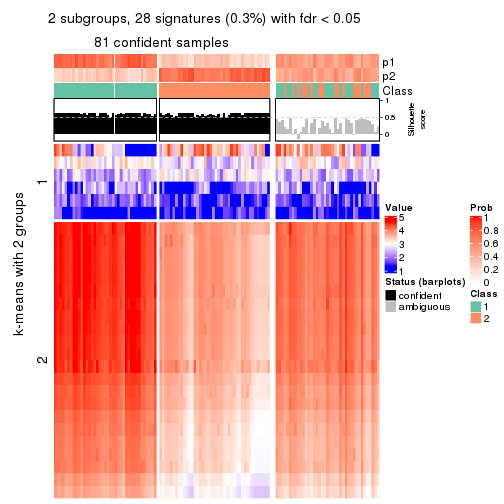 2 subgroups, 28 signatures (0.3%) with fdr < 0.05
81 confident samples
p1
p2
Class
1
0.5
0
Silhouette
score
k-means with 2 groups
1
2
Value
5
4
3
2
1
Status (barplots)
confident
ambiguous
Prob
1
0.8
0.6
0.4
0.2
0
Class
1
2